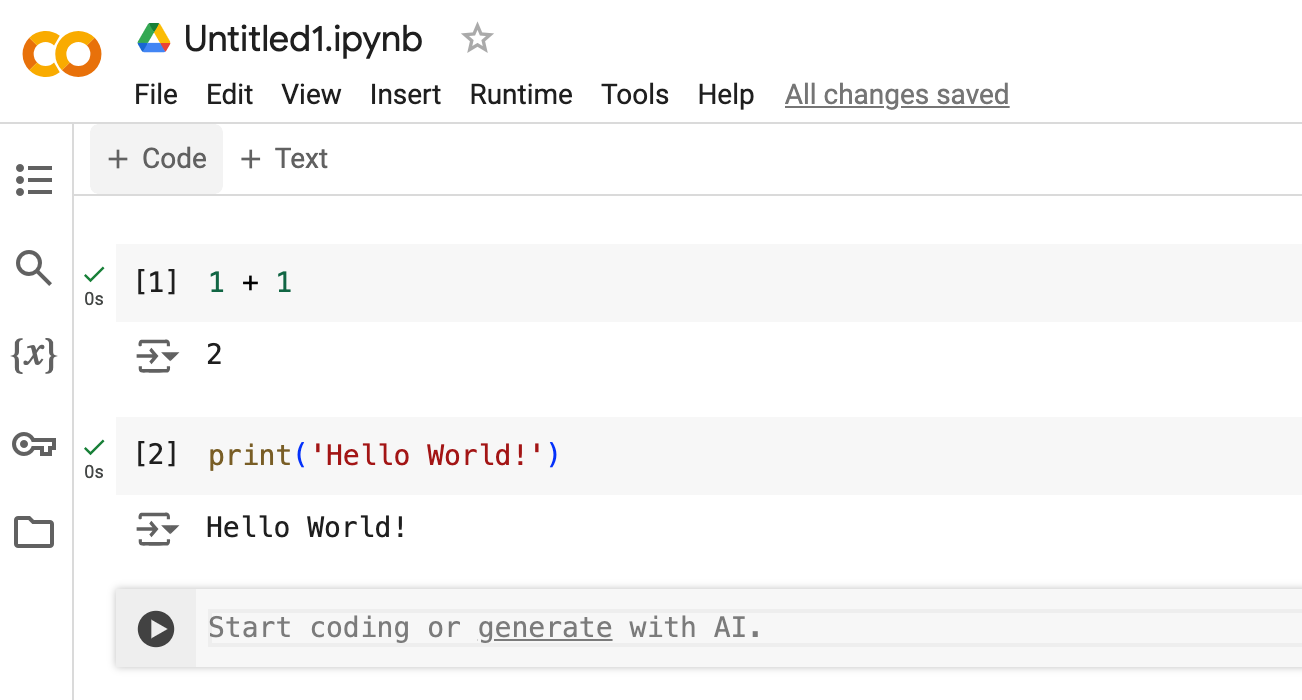 Untitled1.ipynb
File Edit View Insert Runtime Tools Help All changes saved
+ Code + Text
[1] 1 + 1
0s
2
{x}
[2] print('Hello World!')
0s
Hello World!
Start coding or generate with AI.